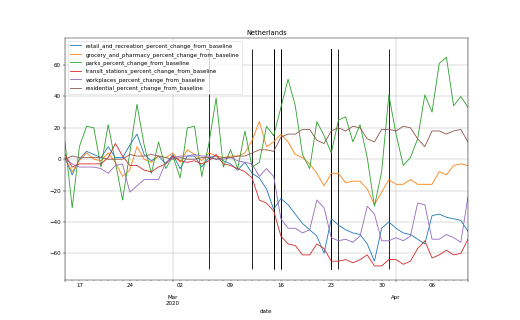 Netherlands
retail_and_recreation_percent_change_from_baseline
grocery_and_pharmacy_percent_change_from_baseline
parks_percent_change_from_baseline
transit_stations_percent_change_from_baseline
workplaces_percent_change_from_baseline
residential_percent_change_from_baseline
60
40
20
0
−20
−40
−60
17 24 02 09 16 23 30 06
Mar Apr
2020
date